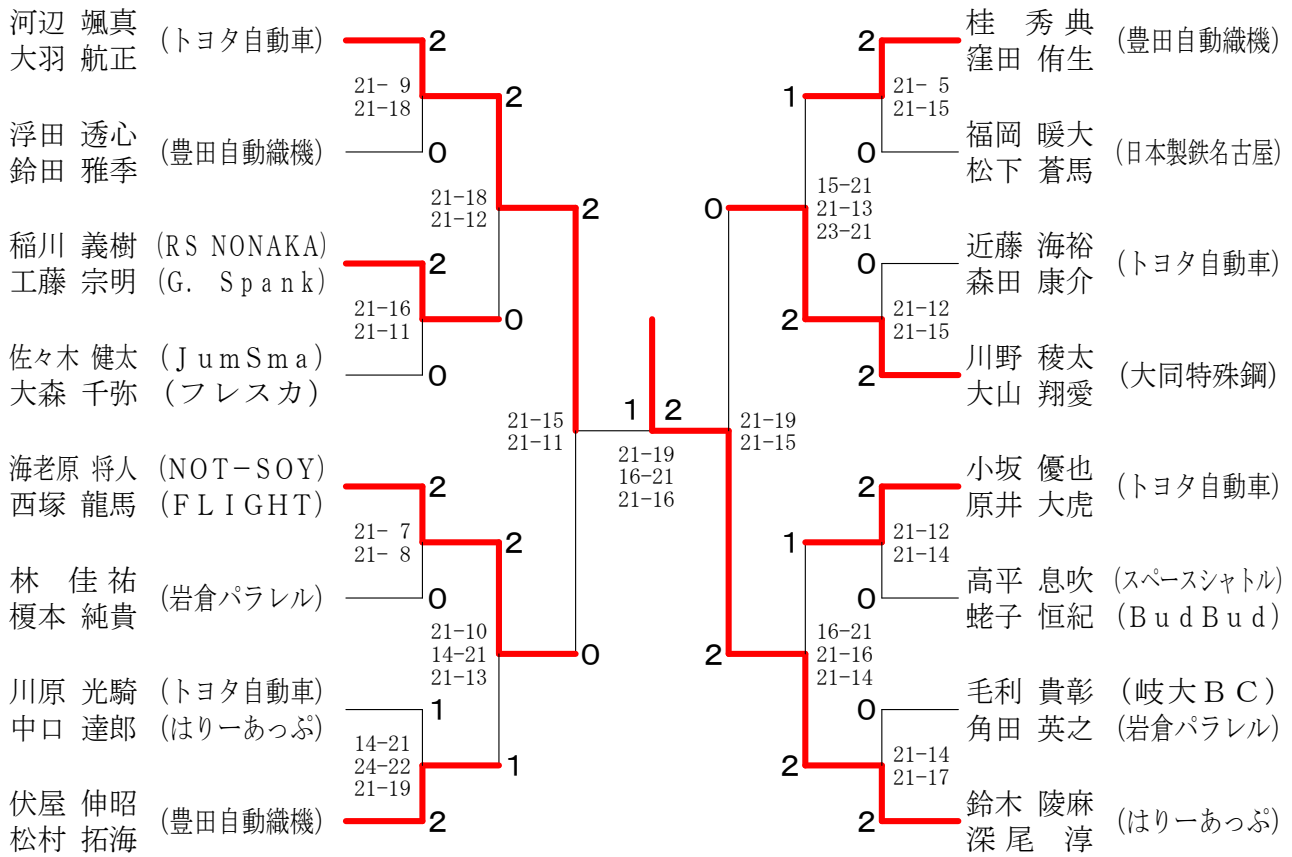 河辺 颯真 (トヨタ自動車)
大羽 航正
2
21- 9
21-18
2
浮田 透心 (豊田自動織機)
鈴田 雅季
0
21-18
21-12
2
稲川 義樹 (RS NONAKA)
工藤 宗明 (G. Spank)
2
21-16
21-11
0
佐々木 健太 (JumSma)
大森 千弥 (フレスカ)
0
21-15
21-11
海老原 将人 (NOT-SOY)
西塚 龍馬 (FLIGHT)
2
21- 7
21- 8
2
林 佳祐 (岩倉パラレル)
榎本 純貴
0
21-10
14-21
21-13
0
川原 光騎 (トヨタ自動車)
中口 達郎 (はりーあっぷ)
1
14-21
24-22
21-19
1
伏屋 伸昭 (豊田自動織機)
松村 拓海
2
1 2
21-19
16-21
21-16
桂 秀典 (豊田自動織機)
窪田 侑生
2
21- 5
21-15
1
福岡 暖大 (日本製鉄名古屋)
松下 蒼馬
0
15-21
21-13
23-21
0
近藤 海裕 (トヨタ自動車)
森田 康介
0
21-12
21-15
2
川野 稜太 (大同特殊鋼)
大山 翔愛
2
21-19
21-15
小坂 優也 (トヨタ自動車)
原井 大虎
2
21-12
21-14
1
高平 息吹 (スペースシャトル)
蛯子 恒紀 (BudBud)
0
16-21
21-16
21-14
2
毛利 貴彰 (岐大BC)
角田 英之 (岩倉パラレル)
0
21-14
21-17
2
鈴木 陵麻 (はりーあっぷ)
深尾 淳
2